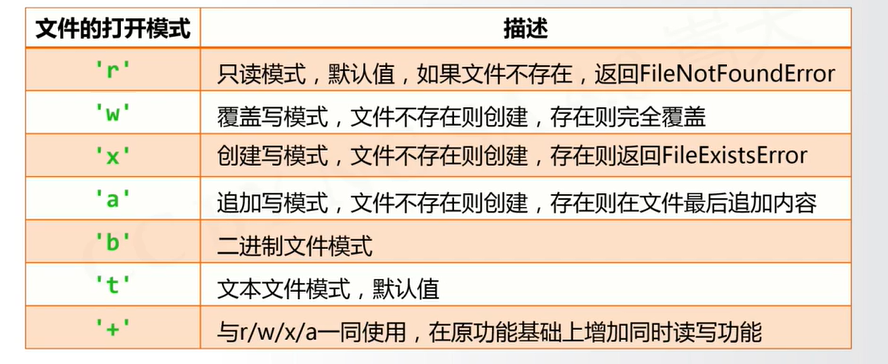 文件的打开模式 描述
'r' 只读模式，默认值，如果文件不存在，返回FileNotFoundError
'w' 覆盖写模式，文件不存在则创建，存在则完全覆盖
'x' 创建写模式，文件不存在则创建，存在则返回FileExistsError
'a' 追加写模式，文件不存在则创建，存在则在文件最后追加内容
'b' 二进制文件模式
't' 文本文件模式，默认值
'+' 与r/w/x/a一同使用，在原功能基础上增加同时读写功能